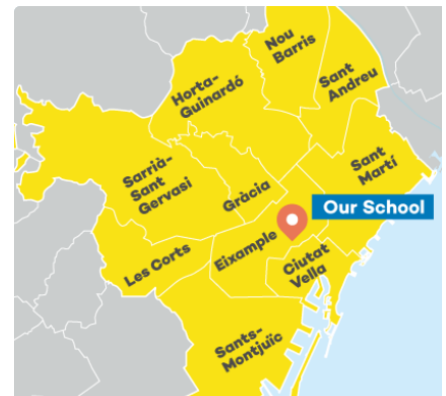 Nou
Barris
Sant
Andreu
Horta-
Guinardó
Sant
Martí
Sarrià-
Sant
Gervasi
Gràcia
Our School
Eixample
Les Corts
Ciutat
Vella
Sants-
Montjuïc